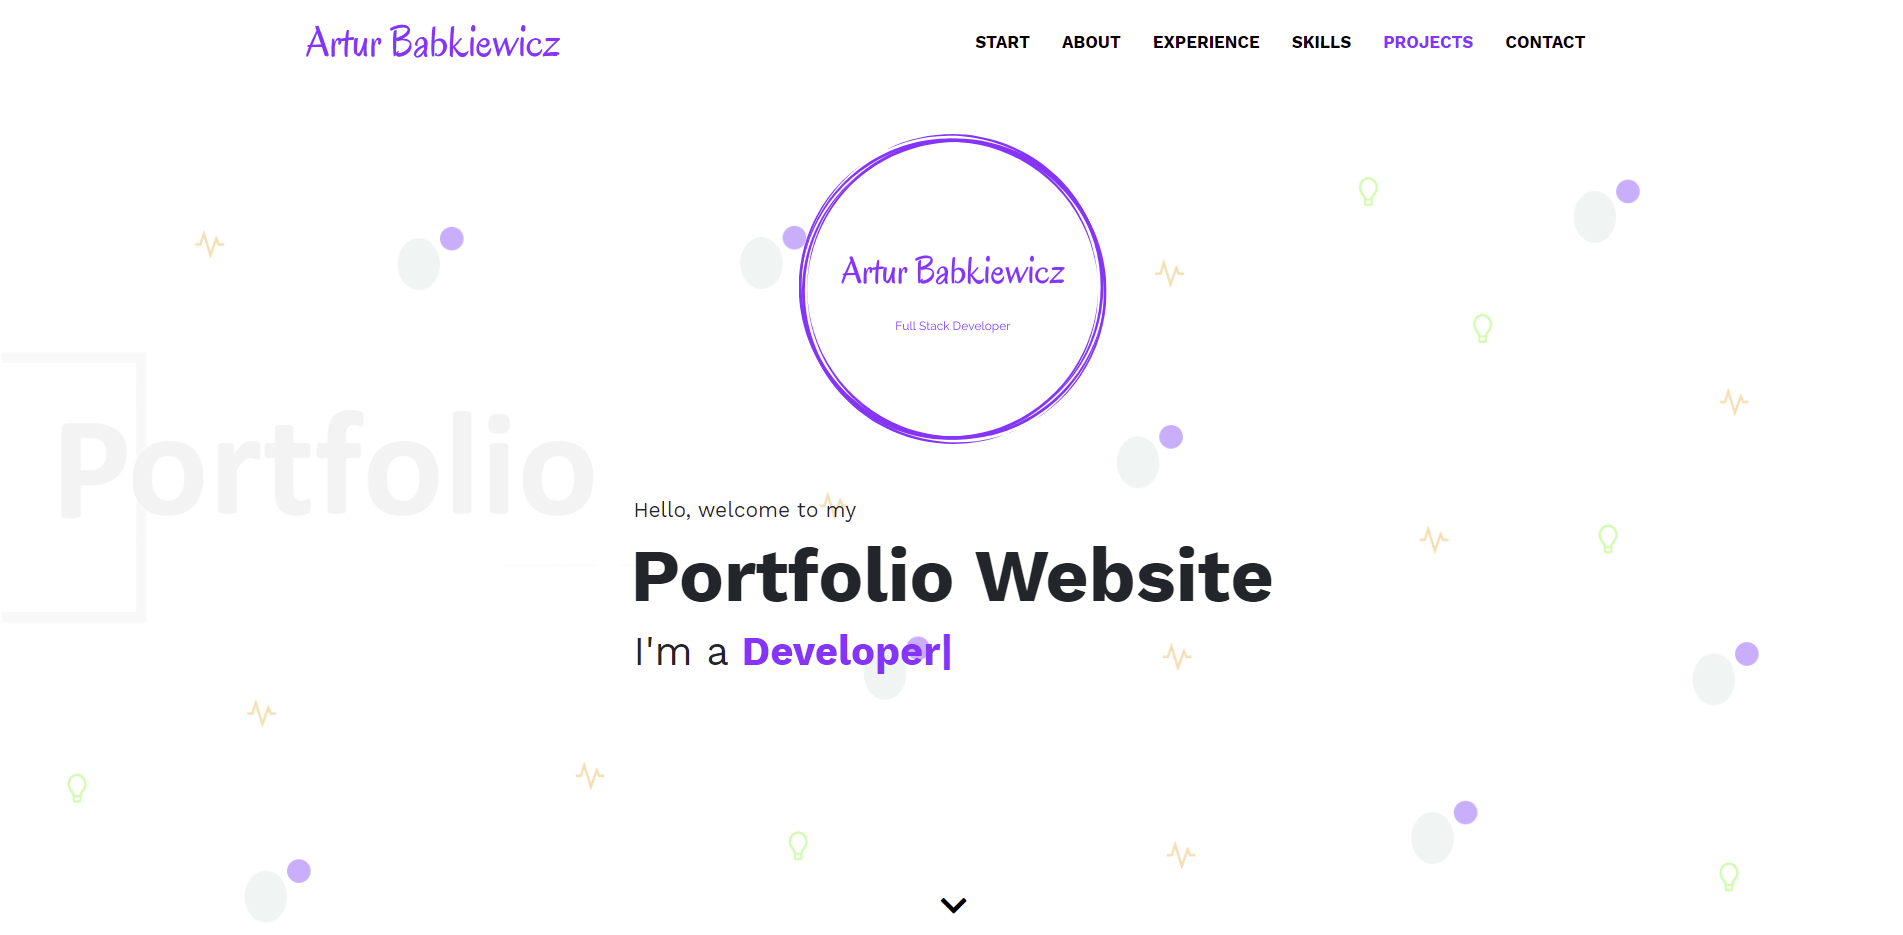 Artur Babkiewicz
START ABOUT EXPERIENCE SKILLS PROJECTS CONTACT
Artur Babkiewicz
Full Stack Developer
Portfolio
Hello, welcome to my
Portfolio Website
I'm a Developer|